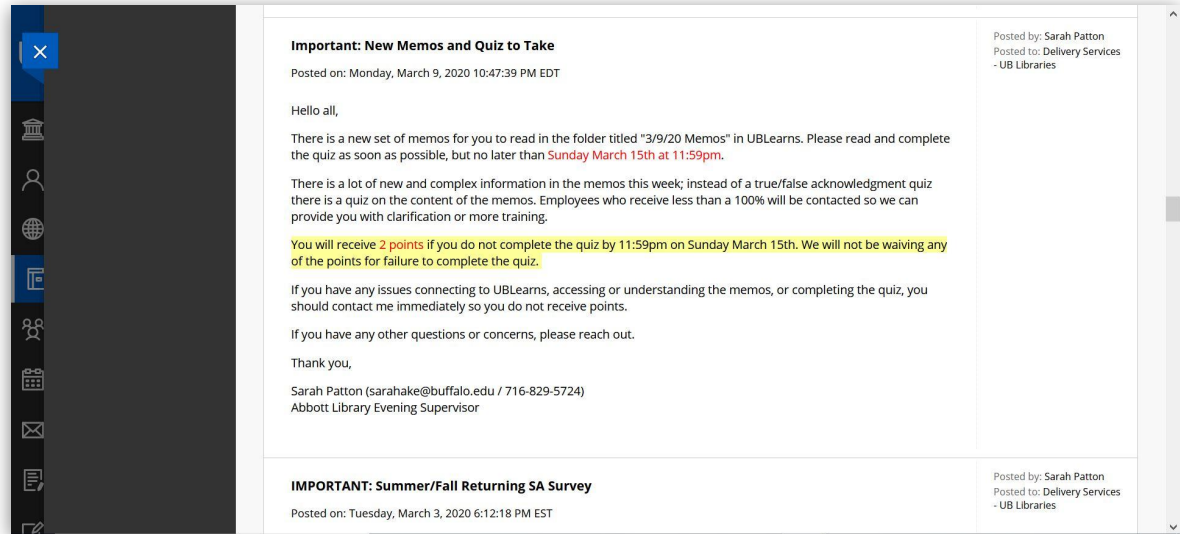 Important: New Memos and Quiz to Take
Posted on: Monday, March 9, 2020 10:47:39 PM EDT
Posted by: Sarah Patton
Posted to: Delivery Services
- UB Libraries
Hello all,
There is a new set of memos for you to read in the folder titled "3/9/20 Memos" in UBLearns. Please read and complete
the quiz as soon as possible, but no later than Sunday March 15th at 11:59pm.
There is a lot of new and complex information in the memos this week; instead of a true/false acknowledgment quiz
there is a quiz on the content of the memos. Employees who receive less than a 100% will be contacted so we can
provide you with clarification or more training.
You will receive 2 points if you do not complete the quiz by 11:59pm on Sunday March 15th. We will not be waiving any
of the points for failure to complete the quiz.
If you have any issues connecting to UBLearns, accessing or understanding the memos, or completing the quiz, you
should contact me immediately so you do not receive points.
If you have any other questions or concerns, please reach out.
Thank you,
Sarah Patton (sarahake@buffalo.edu / 716-829-5724)
Abbott Library Evening Supervisor
IMPORTANT: Summer/Fall Returning SA Survey
Posted on: Tuesday, March 3, 2020 6:12:18 PM EST
Posted by: Sarah Patton
Posted to: Delivery Services
- UB Libraries